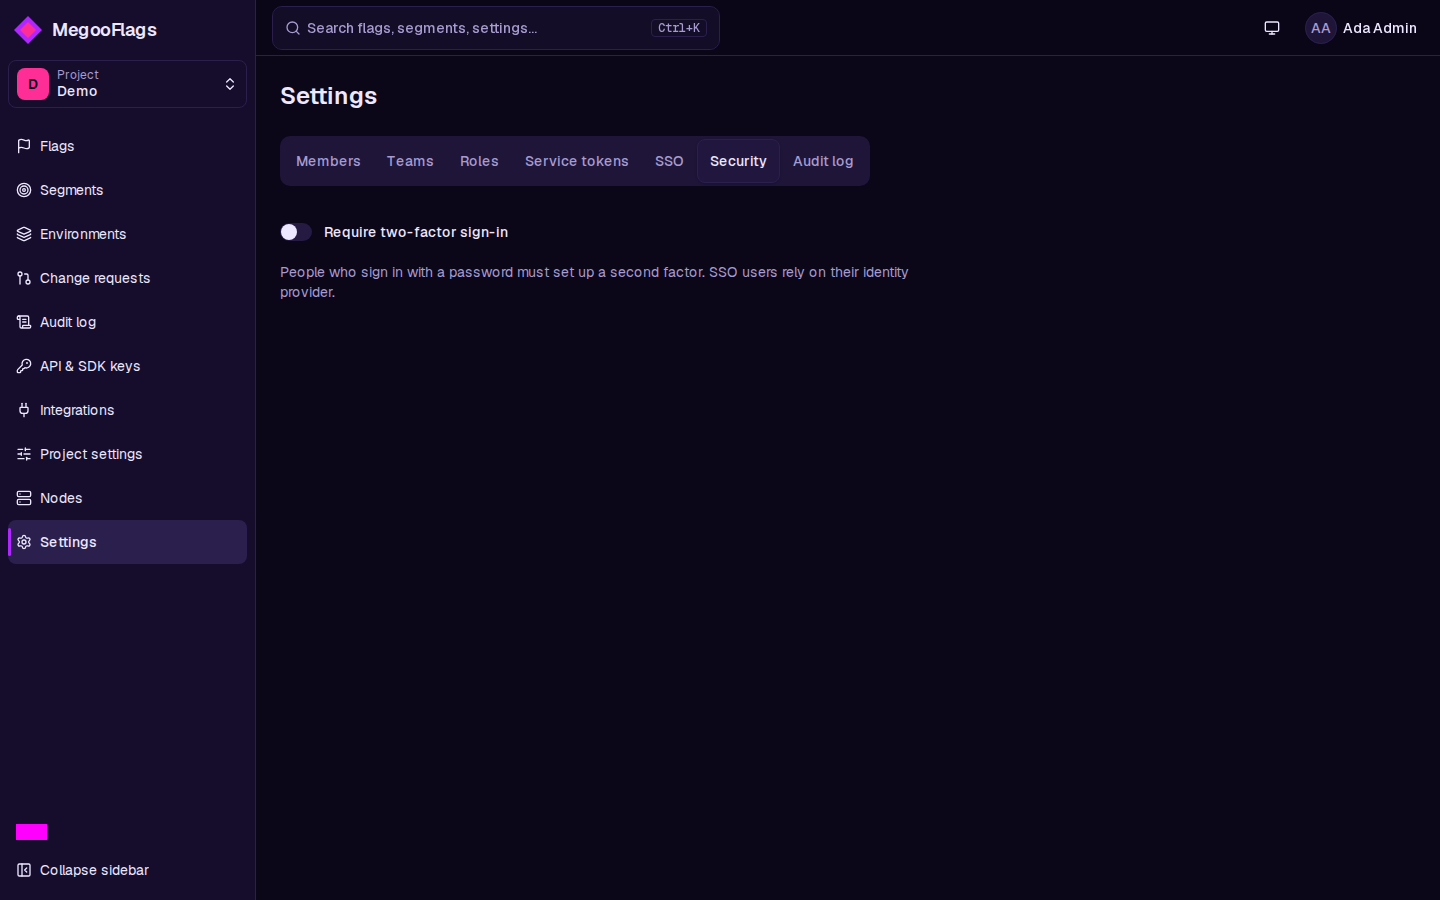 MegooFlags
Project
D
Demo
Flags
Segments
Environments
Change requests
Audit log
API & SDK keys
Integrations
Project settings
Nodes
Settings
Collapse sidebar
Search flags, segments, settings...
Ctrl+K
AA
Ada Admin
Settings
Members
Teams
Roles
Service tokens
SSO
Security
Audit log
Require two-factor sign-in
People who sign in with a password must set up a second factor. SSO users rely on their identity
provider.